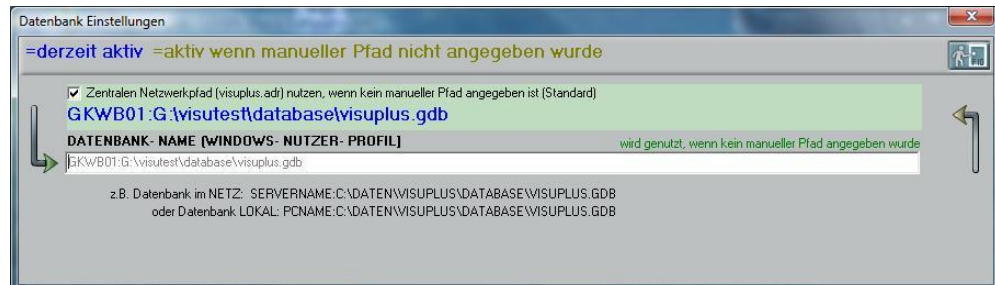 Datenbank Einstellungen
=derzeit aktiv =aktiv wenn manueller Pfad nicht angegeben wurde
Zentralen Netzwerkpfad (visuplus.adr) nutzen, wenn kein manueller Pfad angegeben ist (Standard)
GKWB01:G:\visutest\database\visuplus.gdb
DATENBANK- NAME (WINDOWS- NUTZER- PROFIL] wird genutzt, wenn kein manueller Pfad angegeben wurde
GKWB01:G:\visutest\database\visuplus.gdb
z.B. Datenbank im NETZ: SERVERNAME:C:\DATEN\VISUPLUS\DATABASE\VISUPLUS.GDB
oder Datenbank LOKAL: PCNAME:C:\DATEN\VISUPLUS\DATABASE\VISUPLUS.GDB